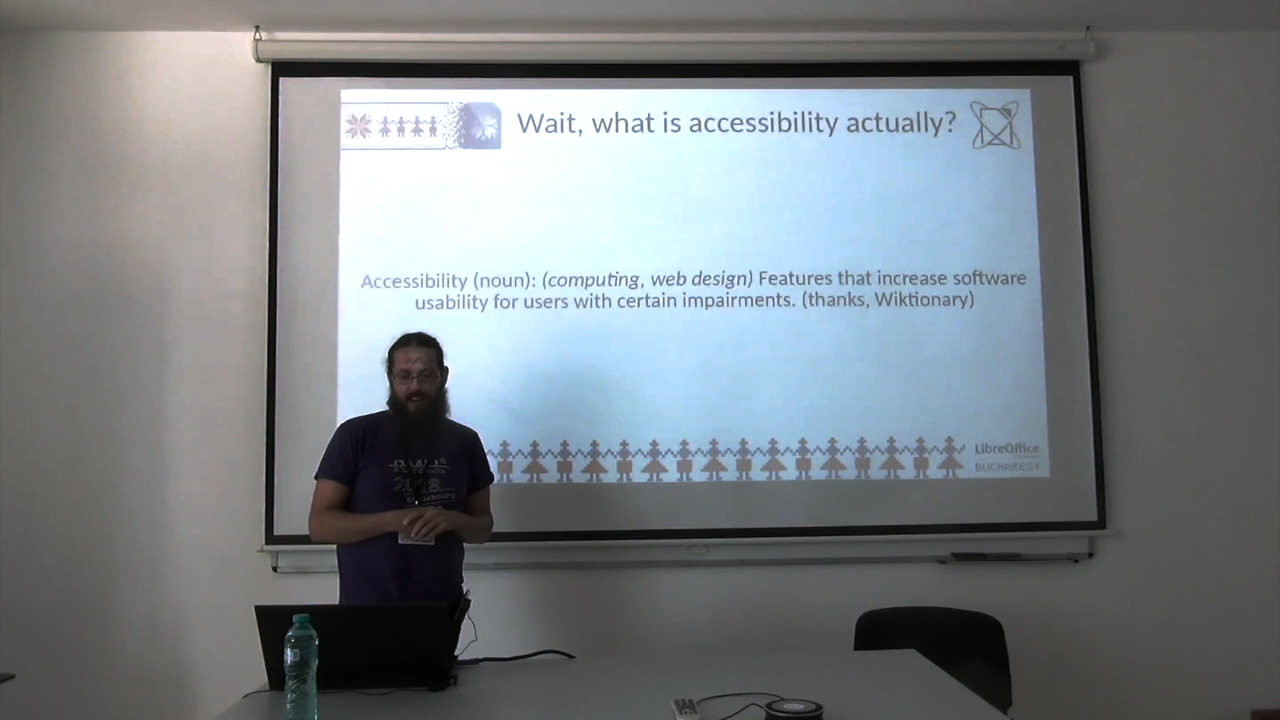 Wait, what is accessibility actually?
Accessibility (noun): (computing, web design) Features that increase software
usability for users with certain impairments. (thanks, Wiktionary)
LibreOffice
BUCHAREST